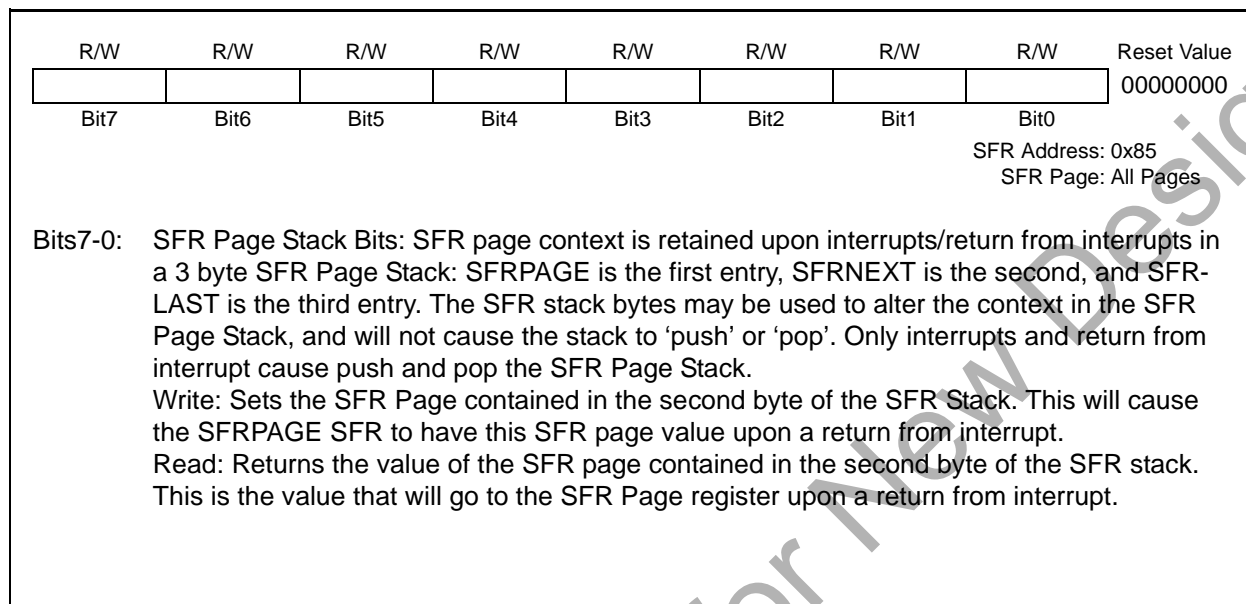 R/W R/W R/W R/W R/W R/W R/W R/W Reset Value
00000000
Bit7 Bit6 Bit5 Bit4 Bit3 Bit2 Bit1 Bit0
SFR Address: 0x85
SFR Page: All Pages
Bits7-0: SFR Page Stack Bits: SFR page context is retained upon interrupts/return from interrupts in
a 3 byte SFR Page Stack: SFRPAGE is the first entry, SFRNEXT is the second, and SFR-
LAST is the third entry. The SFR stack bytes may be used to alter the context in the SFR
Page Stack, and will not cause the stack to ‘push’ or ‘pop’. Only interrupts and return from
interrupt cause push and pop the SFR Page Stack.
Write: Sets the SFR Page contained in the second byte of the SFR Stack. This will cause
the SFRPAGE SFR to have this SFR page value upon a return from interrupt.
Read: Returns the value of the SFR page contained in the second byte of the SFR stack.
This is the value that will go to the SFR Page register upon a return from interrupt.
for New Desig